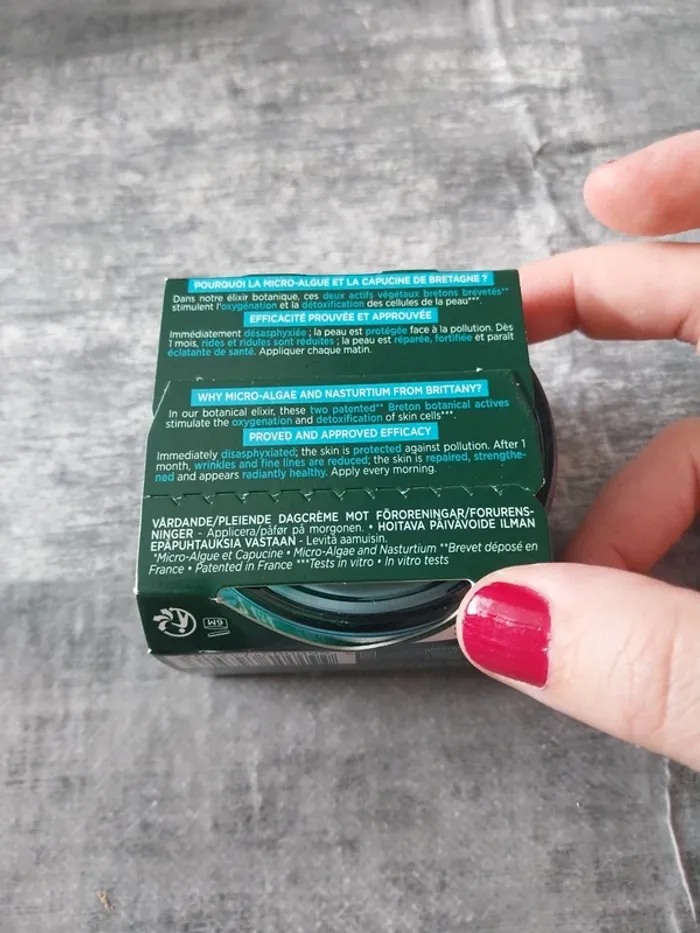 POURQUOI LA MICRO-ALGUE ET LA CAPUCINE DE BRETAGNE ?
Dans notre élixir botanique, ces deux actifs végétaux bretons brevetés**
stimulent l'oxygénation et la détoxification des cellules de la peau***.
EFFICACITÉ PROUVÉE ET APPROUVÉE
Immédiatement désasphyxiée ; la peau est protégée face à la pollution. Dès
1 mois, rides et ridules sont réduites ; la peau est réparée, fortifiée et parait
éclatante de santé. Appliquer chaque matin.
WHY MICRO-ALGAE AND NASTURTIUM FROM BRITTANY?
In our botanical elixir, these two patented** Breton botanical actives
stimulate the oxygenation and detoxification of skin cells***.
PROVED AND APPROVED EFFICACY
Immediately disasphyxiated; the skin is protected against pollution. After 1
month, wrinkles and fine lines are reduced; the skin is repaired, strengthe-
ned and appears radiantly healthy. Apply every morning.
VÅRDANDE/PLEIENDE DAGCRÈME MOT FÖRORENINGAR/FORURENS-
NINGER - Applicera/påfør på morgonen. • HOITAVA PÄIVÄVOIDE ILMAN
EPÄPUHTAUKSIA VASTAAN - Levitä aamuisin.
*Micro-Algue et Capucine • Micro-Algae and Nasturtium **Brevet déposé en
France • Patented in France ***Tests in vitro • In vitro tests
6M